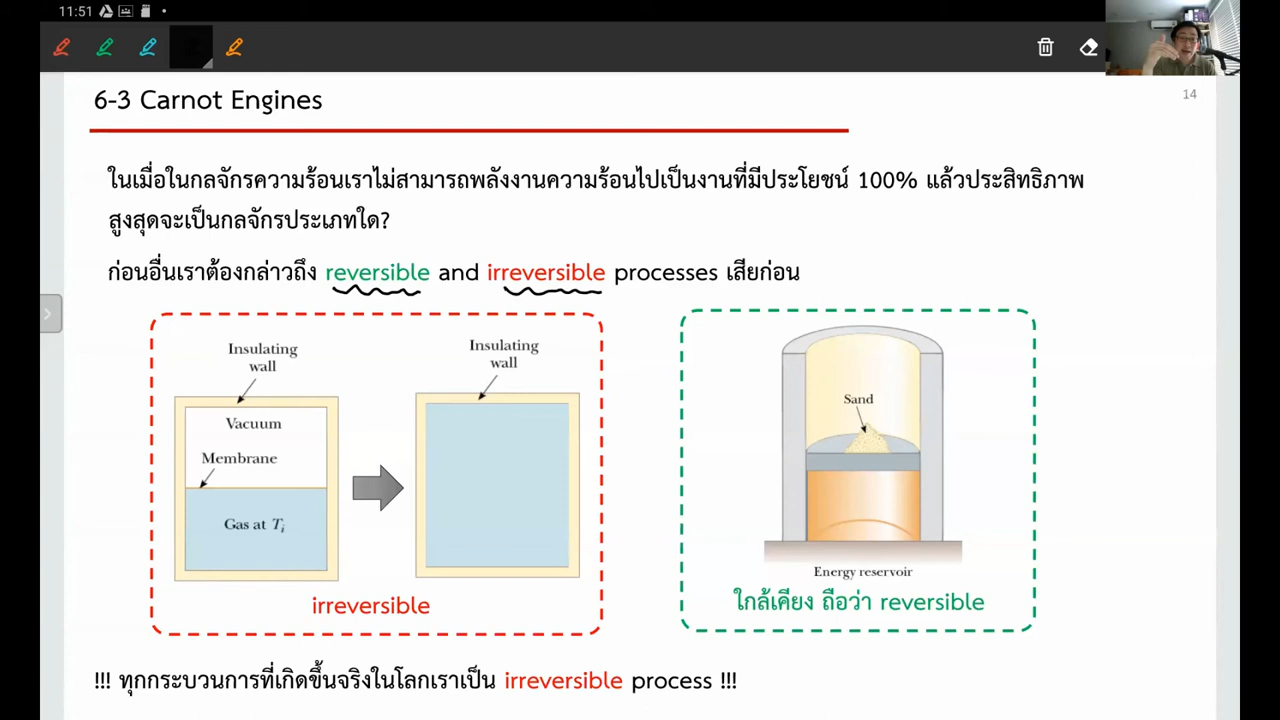 11:51
6-3 Carnot Engines
14
ในเมื่อในกลจักรความร้อนเราไม่สามารถพลังงานความร้อนไปเป็นงานที่มีประโยชน์ 100% แล้วประสิทธิภาพ
สูงสุดจะเป็นกลจักรประเภทใด?
ก่อนอื่นเราต้องกล่าวถึง reversible and irreversible processes เสียก่อน
Insulating
wall
Vacuum
Membrane
Gas at Ti
Insulating
wall
irreversible
Sand
Energy reservoir
ใกล้เคียง ถือว่า reversible
!!! ทุกกระบวนการที่เกิดขึ้นจริงในโลกเราเป็น irreversible process !!!